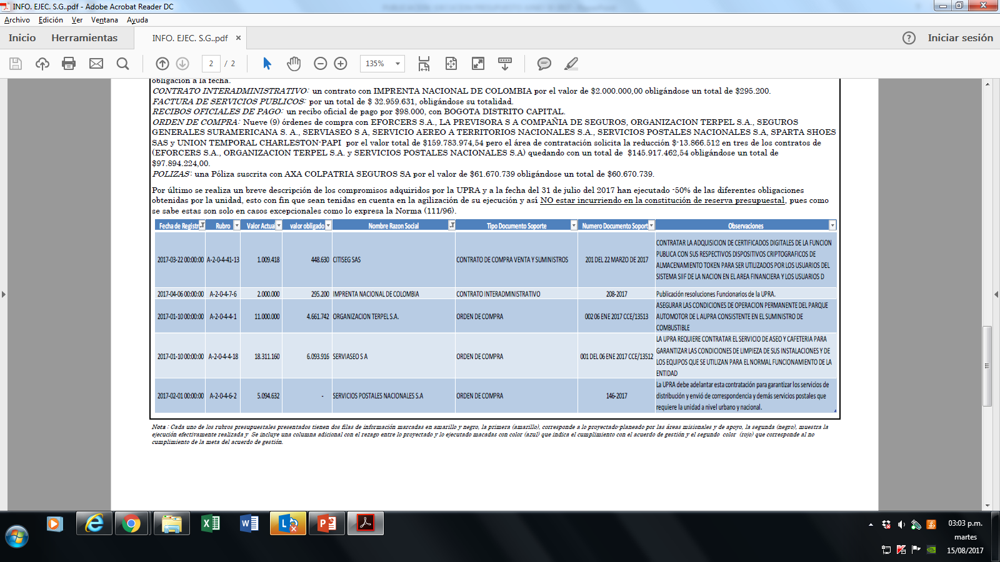 INFO. EJEC. S.G..pdf - Adobe Acrobat Reader DC
Archivo Edición Ver Ventana Ayuda
Inicio Herramientas INFO. EJEC. S.G..pdf × ? Iniciar sesión
2 / 2 135%
obligación a la fecha.
CONTRATO INTERADMINISTRATIVO: un contrato con IMPRENTA NACIONAL DE COLOMBIA por el valor de $2.000.000,00 obligándose un total de $295.200.
FACTURA DE SERVICIOS PUBLICOS: por un total de $ 32.959.631, obligándose su totalidad.
RECIBOS OFICIALES DE PAGO: un recibo oficial de pago por $98.000, con BOGOTA DISTRITO CAPITAL.
ORDEN DE COMPRA: Nueve (9) órdenes de compra con EFORCERS S.A., LA PREVISORA S A COMPAÑIA DE SEGUROS, ORGANIZACION TERPEL S.A., SEGUROS
GENERALES SURAMERICANA S. A., SERVIASEO S A, SERVICIO AEREO A TERRITORIOS NACIONALES S.A., SERVICIOS POSTALES NACIONALES S.A, SPARTA SHOES
SAS y UNION TEMPORAL CHARLESTON-PAPI por el valor total de $159.783.974,54 pero el área de contratación solicita la reducción $-13.866.512 en tres de los contratos de
(EFORCERS S.A., ORGANIZACION TERPEL S.A. y SERVICIOS POSTALES NACIONALES S.A) quedando con un total de $145.917.462,54 obligándose un total de
$97.894.224,00.
POLIZAS: una Póliza suscrita con AXA COLPATRIA SEGUROS SA por el valor de $61.670.739 obligándose un total de $60.670.739.
Por último se realiza un breve descripción de los compromisos adquiridos por la UPRA y a la fecha del 31 de julio del 2017 han ejecutado -50% de las diferentes obligaciones
obtenidas por la unidad, esto con fin que sean tenidas en cuenta en la agilización de su ejecución y así NO estar incurriendo en la constitución de reserva presupuestal, pues como
se sabe estas son solo en casos excepcionales como lo expresa la Norma (111/96).
Fecha de Registr Rubro Valor Actua valor obligado Nombre Razon Social Tipo Documento Soporte Numero Documento Soport Observaciones
2017-03-22 00:00:00 A-2-0-4-41-13 1.009.418 448.630 CITISEG SAS CONTRATO DE COMPRA VENTA Y SUMINISTROS 201 DEL 22 MARZO DE 2017 CONTRATAR LA ADQUISICION DE CERTIFICADOS DIGITALES DE LA FUNCION
PUBLICA CON SUS RESPECTIVOS DISPOSITIVOS CRIPTOGRAFICOS DE
ALMACENAMIENTO TOKEN PARA SER UTILIZADOS POR LOS USUARIOS DEL
SISTEMA SIIF DE LA NACION EN EL AREA FINANCIERA Y LOS USUARIOS D
2017-04-06 00:00:00 A-2-0-4-7-6 2.000.000 295.200 IMPRENTA NACIONAL DE COLOMBIA CONTRATO INTERADMINISTRATIVO 208-2017 Publicación resoluciones Funcionarios de la UPRA.
2017-01-10 00:00:00 A-2-0-4-4-1 11.000.000 4.661.742 ORGANIZACION TERPEL S.A. ORDEN DE COMPRA 002 06 ENE 2017 CCE/13513 ASEGURAR LAS CONDICIONES DE OPERACION PERMANENTE DEL PARQUE
AUTOMOTOR DE L AUPRA CONSISTENTE EN EL SUMINISTRO DE
COMBUSTIBLE
2017-01-10 00:00:00 A-2-0-4-4-18 18.311.160 6.093.916 SERVIASEO S A ORDEN DE COMPRA 001 DEL 06 ENE 2017 CCE/13512 LA UPRA REQUIERE CONTRATAR EL SERVICIO DE ASEO Y CAFETERIA PARA
GARANTIZAR LAS CONDICIONES DE LIMPIEZA DE SUS INSTALACIONES Y DE
LOS EQUIPOS QUE SE UTILIZAN PARA EL NORMAL FUNCIONAMIENTO DE LA
ENTIDAD
2017-02-01 00:00:00 A-2-0-4-6-2 5.094.632 - SERVICIOS POSTALES NACIONALES S.A ORDEN DE COMPRA 146-2017 La UPRA debe adelantar esta contratación para garantizar los servicios de
distribución y envió de correspondencia y demás servicios postales que
requiere la unidad a nivel urbano y nacional.
Nota : Cada uno de los rubros presupuestales presentados tienen dos filas de información marcadas en amarillo y negro, la primera (amarillo), corresponde a lo proyectado-planeado por las áreas misionales y de apoyo, la segunda (negro), muestra la
ejecución efectivamente realizada y Se incluye una columna adicional con el rezago entre lo proyectado y lo ejecutado macadas con color (azul) que indica el cumplimiento con el acuerdo de gestión y el segundo color (rojo) que corresponde al no
cumplimiento de la meta del acuerdo de gestión.
03:03 p.m.
martes
15/08/2017